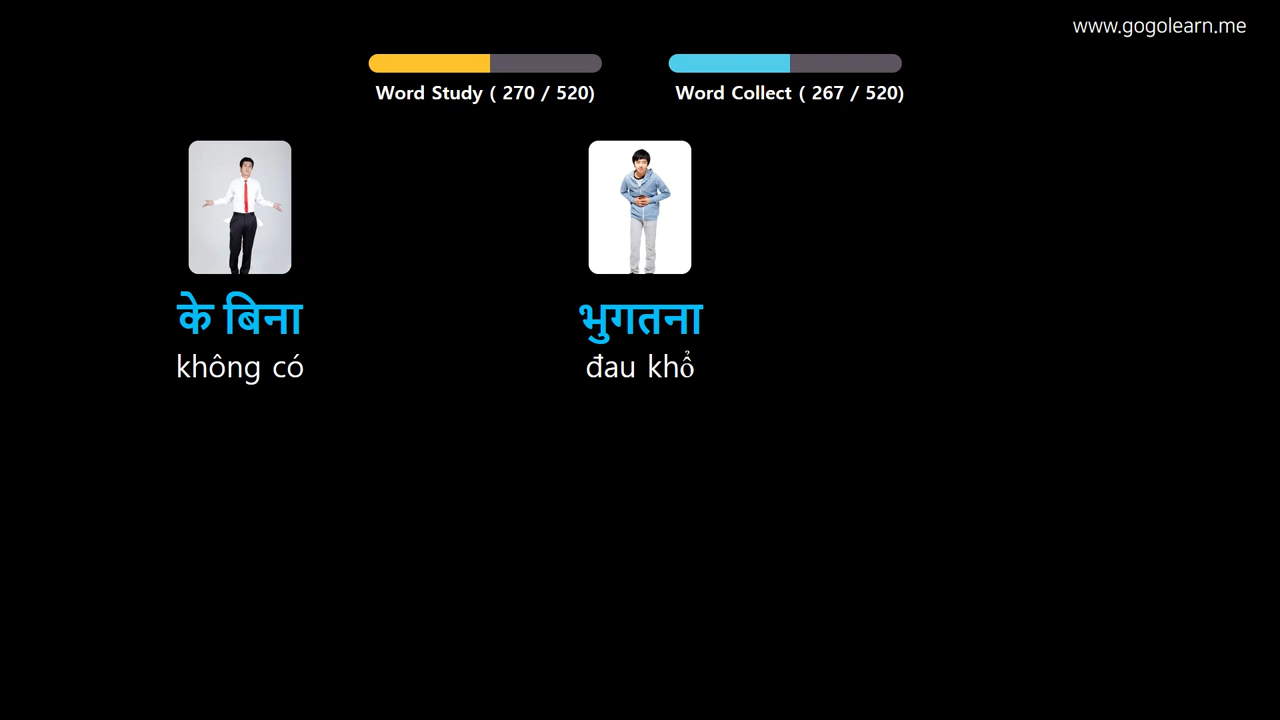 www.gogolearn.me
Word Study ( 270 / 520)
Word Collect ( 267 / 520)
के बिना
không có
भुगतना
đau khổ